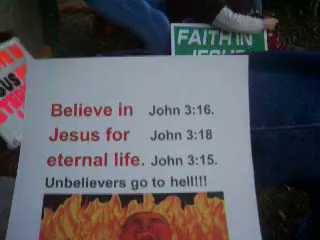 FAITH IN
JESUS
Believe in John 3:16.
Jesus for John 3:18
eternal life. John 3:15.
Unbelievers go to hell!!!